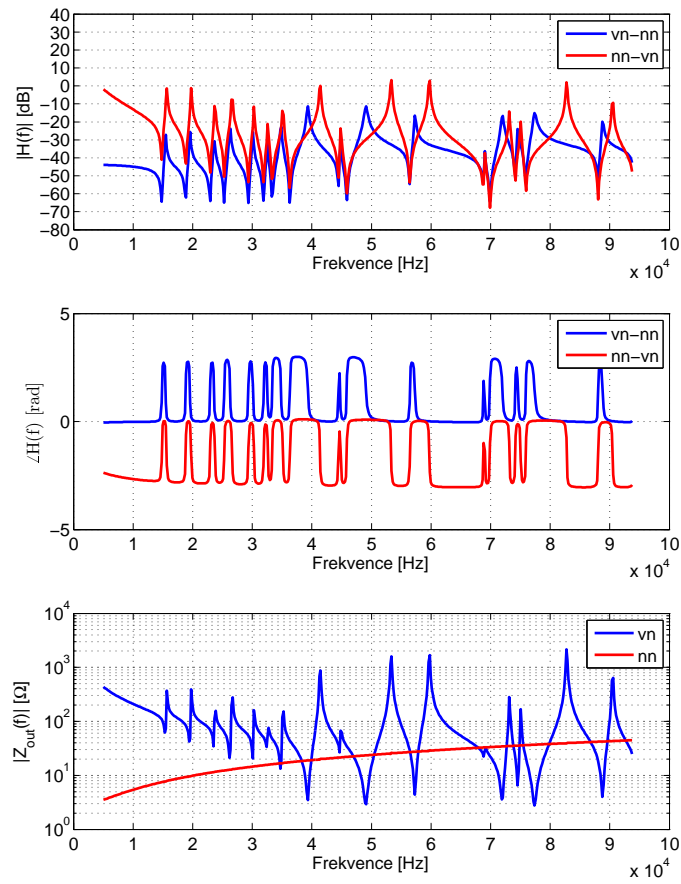 40
30
20
10
0
−10
−20
−30
−40
−50
−60
−70
−80
|H(f)| [dB]
vn−nn
nn−vn
0 1 2 3 4 5 6 7 8 9 10
x 10^4
Frekvence [Hz]
5
0
−5
∠H(f) [rad]
vn−nn
nn−vn
0 1 2 3 4 5 6 7 8 9 10
x 10^4
Frekvence [Hz]
10^4
10^3
10^2
10^1
10^0
|Z_out(f)| [Ω]
vn
nn
0 1 2 3 4 5 6 7 8 9 10
x 10^4
Frekvence [Hz]